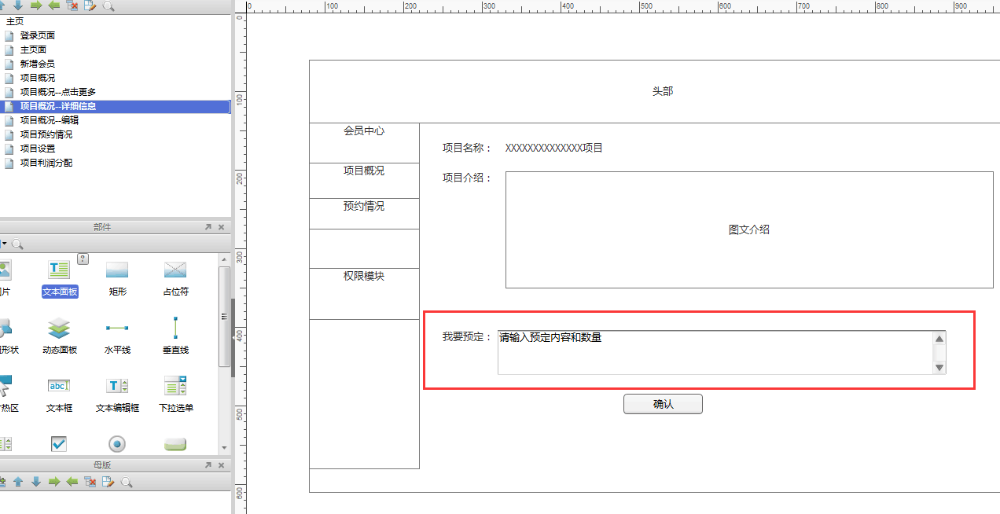 0 100 200 300 400 500 600 700 800 900
主页
登录页面
主页面
新增会员
项目概况
项目概况--点击更多
项目概况--详细信息
项目概况--编辑
项目预约情况
项目设置
项目利润分配
部件
?
片 文本面板 矩形 占位符
形状 动态面板 水平线 垂直线
热区 文本框 文本编辑框 下拉选单
母版
0
100
200
300
400
500
600
头部
会员中心
项目概况
预约情况
权限模块
项目名称： XXXXXXXXXXXXXX项目
项目介绍：
图文介绍
我要预定： 请输入预定内容和数量
确认